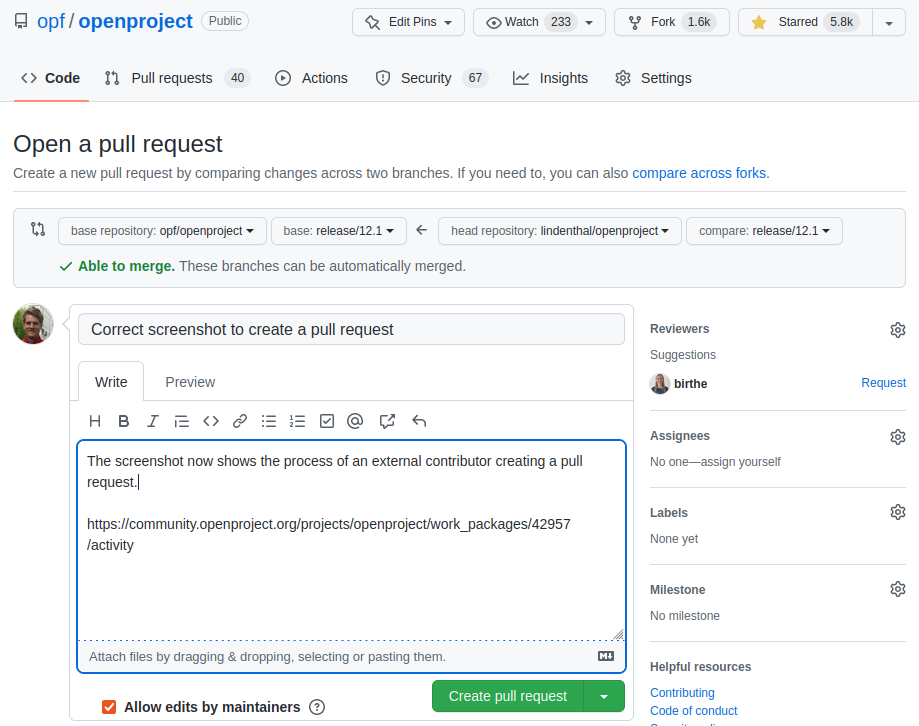 opf / openproject Public Edit Pins Watch 233 Fork 1.6k Starred 5.8k
Code Pull requests 40 Actions Security 67 Insights Settings
Open a pull request
Create a new pull request by comparing changes across two branches. If you need to, you can also compare across forks.
base repository: opf/openproject base: release/12.1 head repository: lindenthal/openproject compare: release/12.1
Able to merge. These branches can be automatically merged.
Correct screenshot to create a pull request
Write Preview
The screenshot now shows the process of an external contributor creating a pull
request.
https://community.openproject.org/projects/openproject/work_packages/42957
/activity
Attach files by dragging & dropping, selecting or pasting them.
Allow edits by maintainers
Create pull request
Reviewers
Suggestions
birthe Request
Assignees
No one—assign yourself
Labels
None yet
Milestone
No milestone
Helpful resources
Contributing
Code of conduct